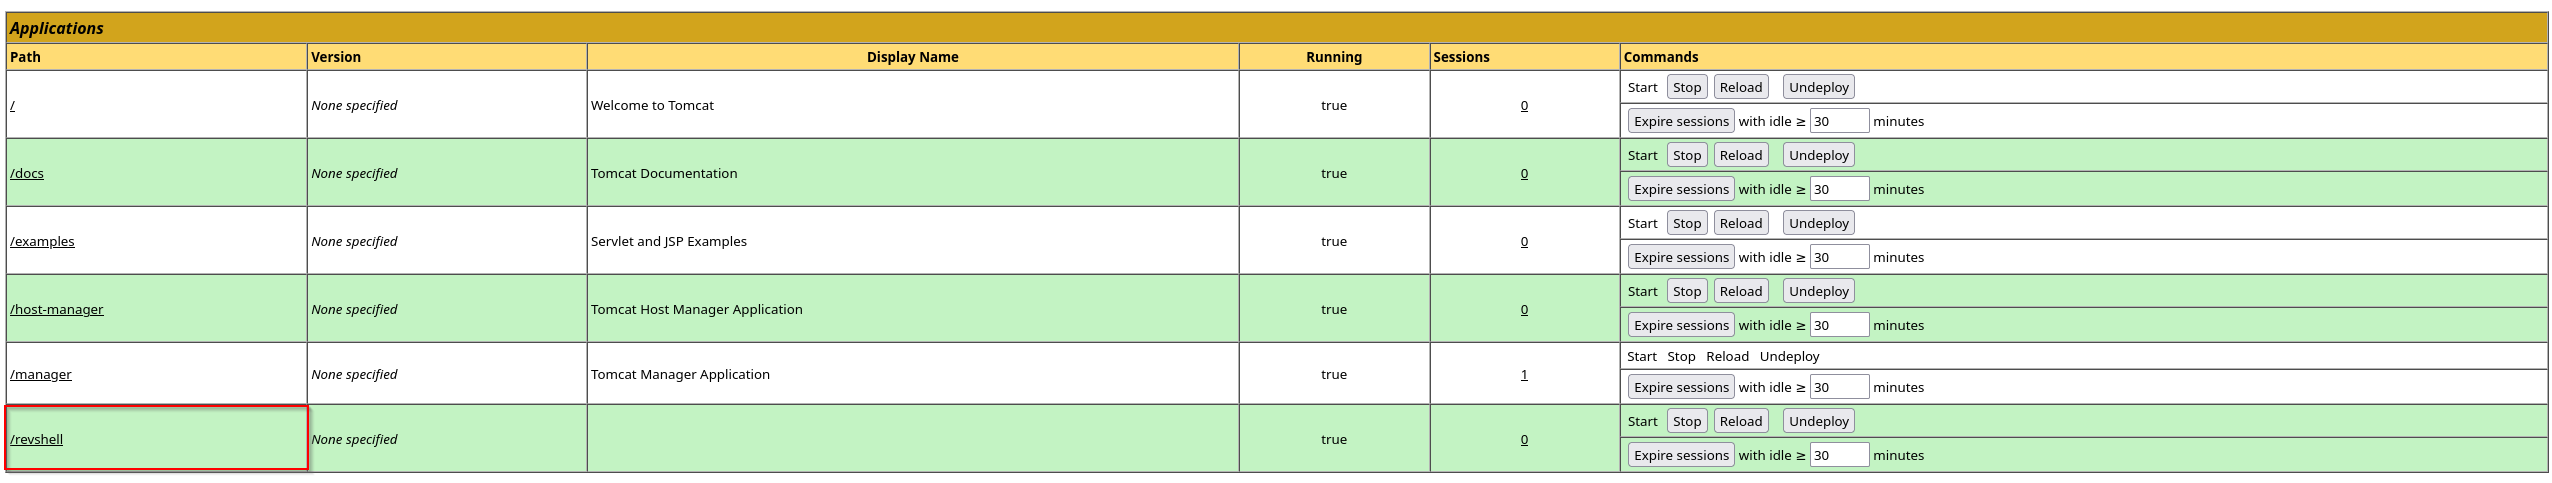 Applications
Path Version Display Name Running Sessions Commands
/ None specified Welcome to Tomcat true 0 Start Stop Reload Undeploy
Expire sessions with idle ≥ 30 minutes
/docs None specified Tomcat Documentation true 0 Start Stop Reload Undeploy
Expire sessions with idle ≥ 30 minutes
/examples None specified Servlet and JSP Examples true 0 Start Stop Reload Undeploy
Expire sessions with idle ≥ 30 minutes
/host-manager None specified Tomcat Host Manager Application true 0 Start Stop Reload Undeploy
Expire sessions with idle ≥ 30 minutes
/manager None specified Tomcat Manager Application true 1 Start Stop Reload Undeploy
Expire sessions with idle ≥ 30 minutes
/revshell None specified true 0 Start Stop Reload Undeploy
Expire sessions with idle ≥ 30 minutes